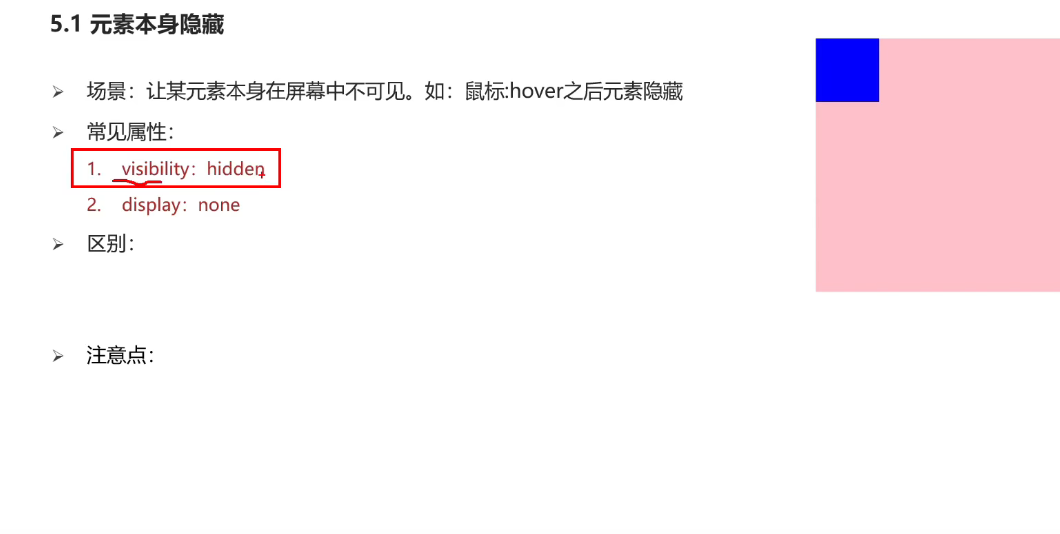 5.1 元素本身隐藏
场景：让某元素本身在屏幕中不可见。如：鼠标:hover之后元素隐藏
常见属性：
1. visibility：hidden
2. display：none
区别：
注意点：